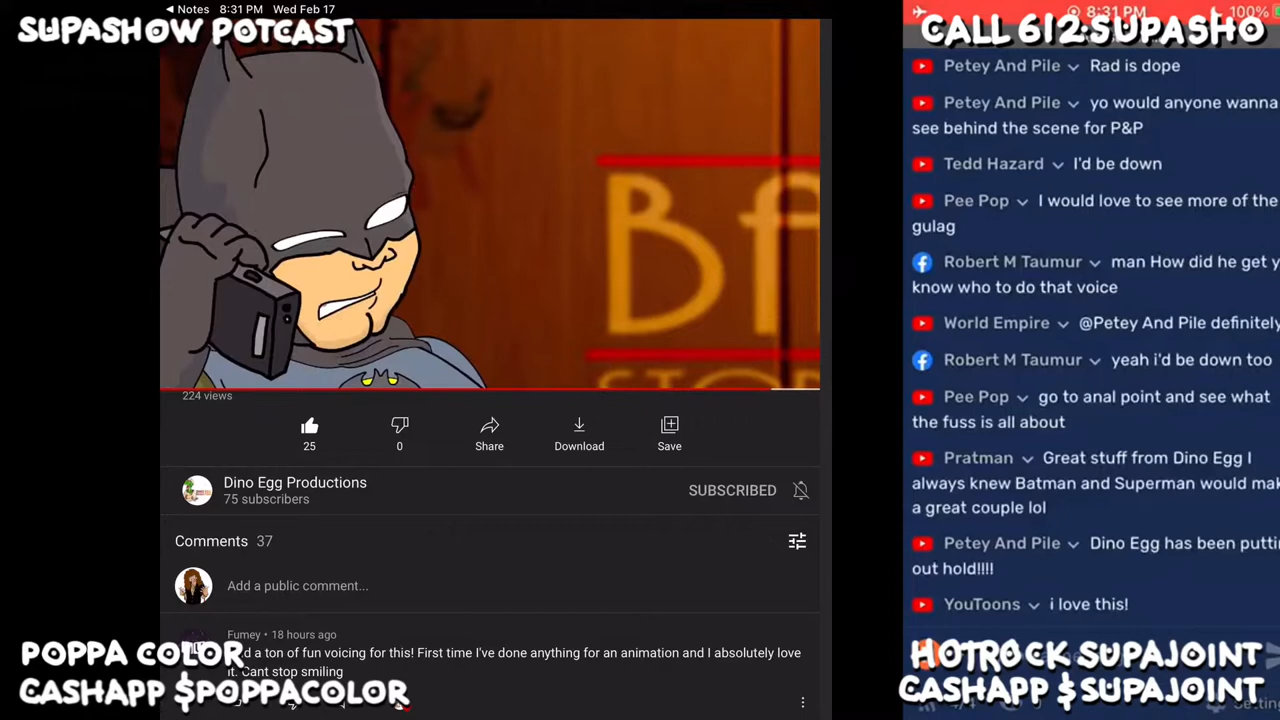 SUPASHOW POTCAST
Notes 8:31 PM Wed Feb 17
BA
224 views
25
0
Share
Download
Save
Dino Egg Productions
75 subscribers
SUBSCRIBED
Comments 37
Add a public comment...
Fumey • 18 hours ago
d a ton of fun voicing for this! First time I've done anything for an animation and I absolutely love
it. Cant stop smiling
POPPA COLOR
CASHAPP $POPPACOLOR
CALL 612-SUPASHO
8:31 PM 100%
Petey And Pile Rad is dope
Petey And Pile yo would anyone wanna
see behind the scene for P&P
Tedd Hazard I'd be down
Pee Pop I would love to see more of the
gulag
Robert M Taumur man How did he get y
know who to do that voice
World Empire @Petey And Pile definitely
Robert M Taumur yeah i'd be down too
Pee Pop go to anal point and see what
the fuss is all about
Pratman Great stuff from Dino Egg I
always knew Batman and Superman would mak
a great couple lol
Petey And Pile Dino Egg has been putti
out hold!!!!
YouToons i love this!
HOTROCK SUPAJOINT
CASHAPP $SUPAJOINT